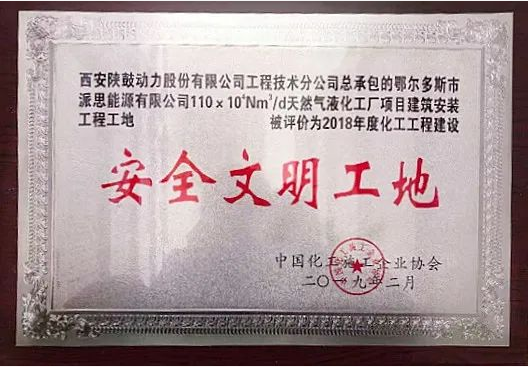 西安陕鼓动力股份有限公司工程技术分公司总承包的鄂尔多斯市
派思能源有限公司110×10⁴Nm³/d天然气液化工厂项目建筑安装
工程工地 被评价为2018年度化工工程建设
安全文明工地
中国化工施工企业协会
二〇一九年二月